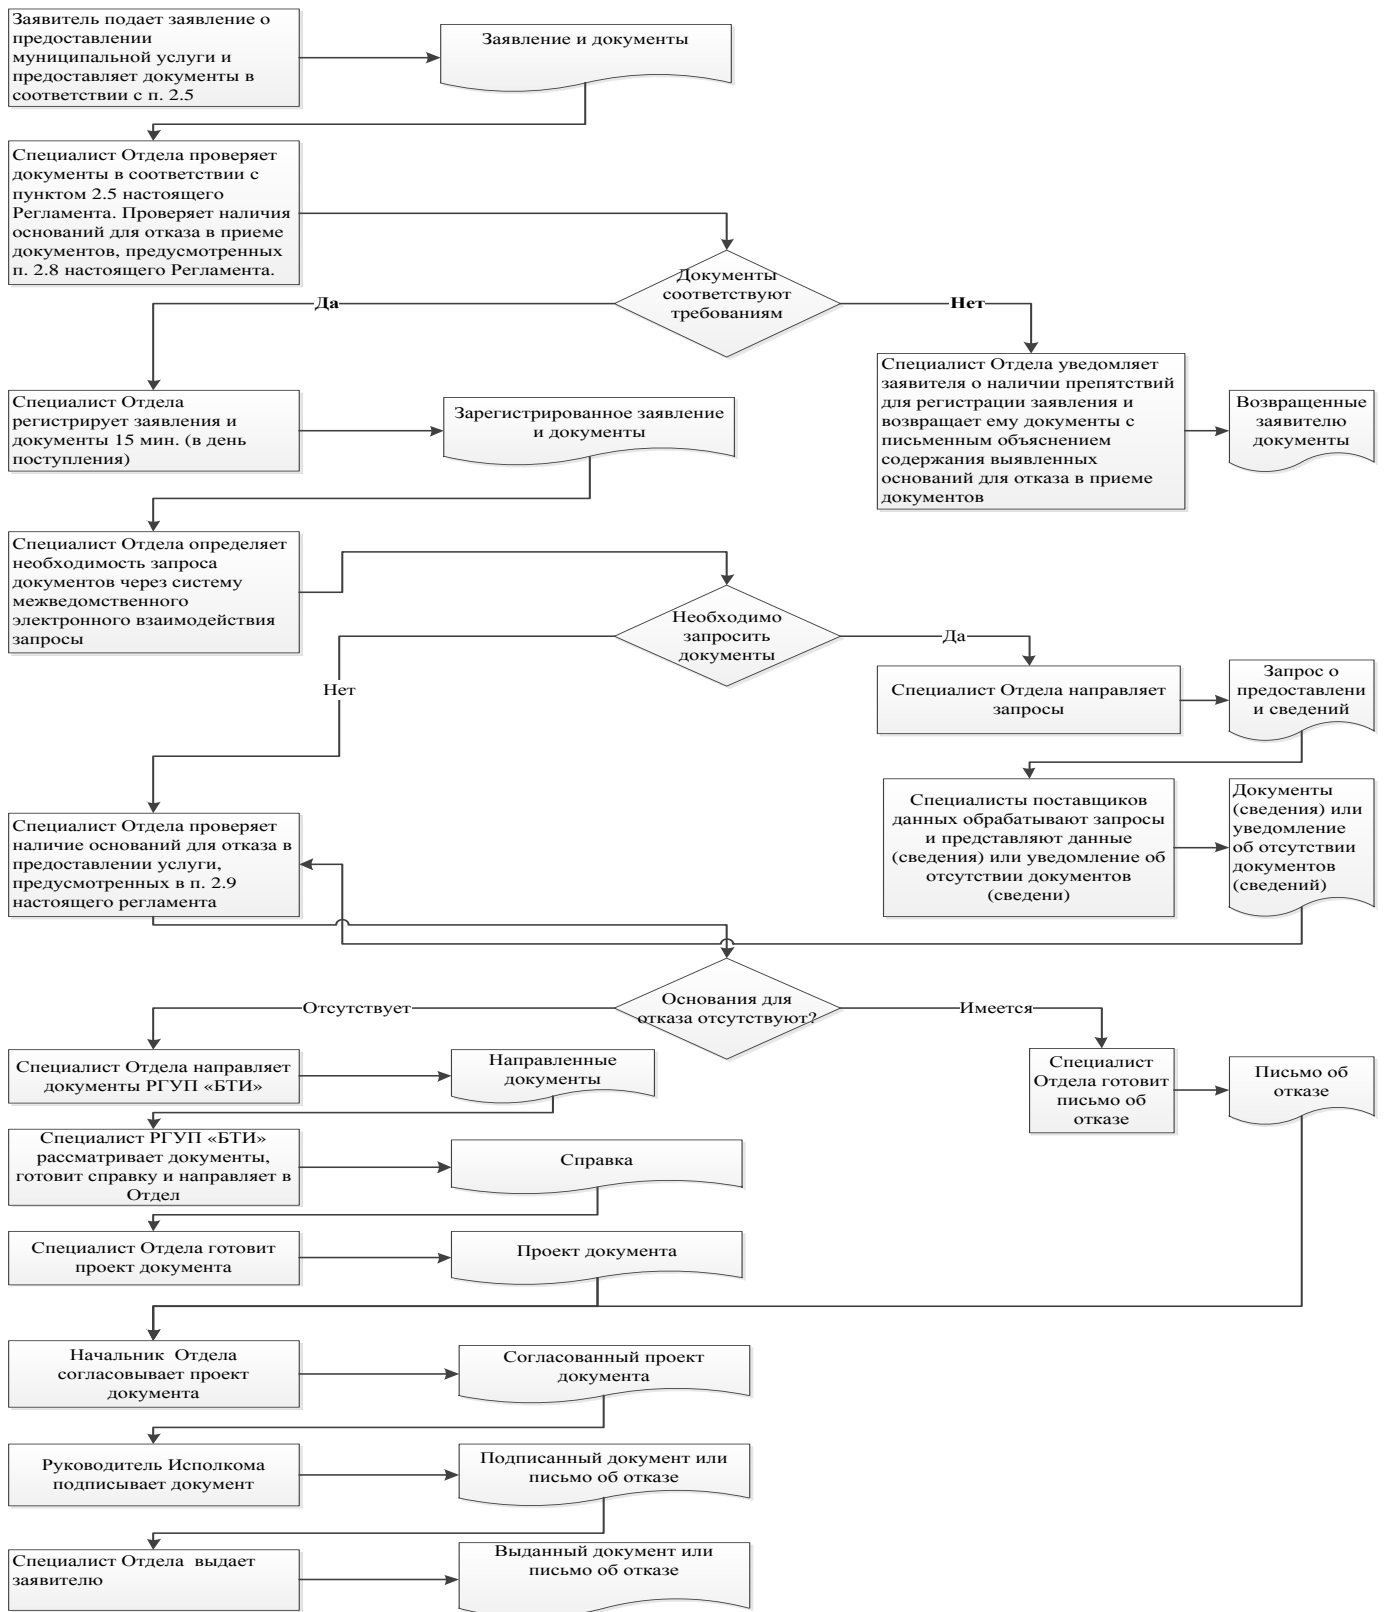 Заявитель подает заявление о
предоставлении
муниципальной услуги и
предоставляет документы в
соответствии с п. 2.5
Заявление и документы
Специалист Отдела проверяет
документы в соответствии с
пунктом 2.5 настоящего
Регламента. Проверяет наличия
оснований для отказа в приеме
документов, предусмотренных
п. 2.8 настоящего Регламента.
Документы
соответствуют
требованиям
Да
Нет
Специалист Отдела
регистрирует заявления и
документы 15 мин. (в день
поступления)
Зарегистрированное заявление
и документы
Специалист Отдела уведомляет
заявителя о наличии препятствий
для регистрации заявления и
возвращает ему документы с
письменным объяснением
содержания выявленных
оснований для отказа в приеме
документов
Возвращенные
заявителю
документы
Специалист Отдела определяет
необходимость запроса
документов через систему
межведомственного
электронного взаимодействия
запросы
Необходимо
запросить
документы
Да
Нет
Специалист Отдела направляет
запросы
Запрос о
предоставлени
и сведений
Специалисты поставщиков
данных обрабатывают запросы
и представляют данные
(сведения) или уведомление об
отсутствии документов
(сведени)
Документы
(сведения) или
уведомление
об отсутствии
документов
(сведений)
Специалист Отдела проверяет
наличие оснований для отказа в
предоставлении услуги,
предусмотренных в п. 2.9
настоящего регламента
Основания для
отказа отсутствуют?
Отсутствует
Имеется
Специалист Отдела направляет
документы РГУП «БТИ»
Направленные
документы
Специалист
Отдела готовит
письмо об
отказе
Письмо об
отказе
Специалист РГУП «БТИ»
рассматривает документы,
готовит справку и направляет в
Отдел
Справка
Специалист Отдела готовит
проект документа
Проект документа
Начальник  Отдела
согласовывает проект
документа
Согласованный проект
документа
Руководитель Исполкома
подписывает документ
Подписанный документ или
письмо об отказе
Специалист Отдела  выдает
заявителю
Выданный документ или
письмо об отказе